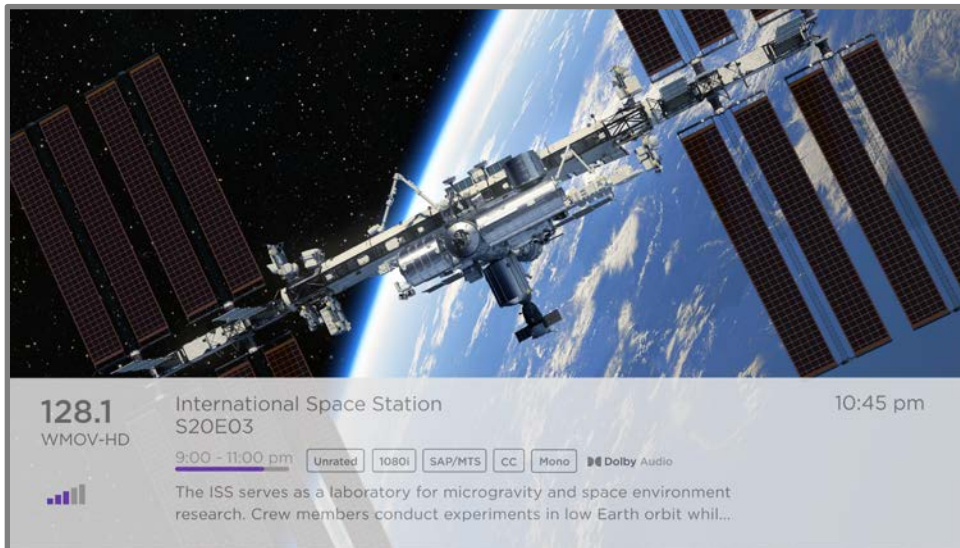 128.1
WMOV-HD
International Space Station
S20E03
10:45 pm
9:00 - 11:00 pm Unrated 1080i SAP/MTS CC Mono Dolby Audio
The ISS serves as a laboratory for microgravity and space environment
research. Crew members conduct experiments in low Earth orbit whil...